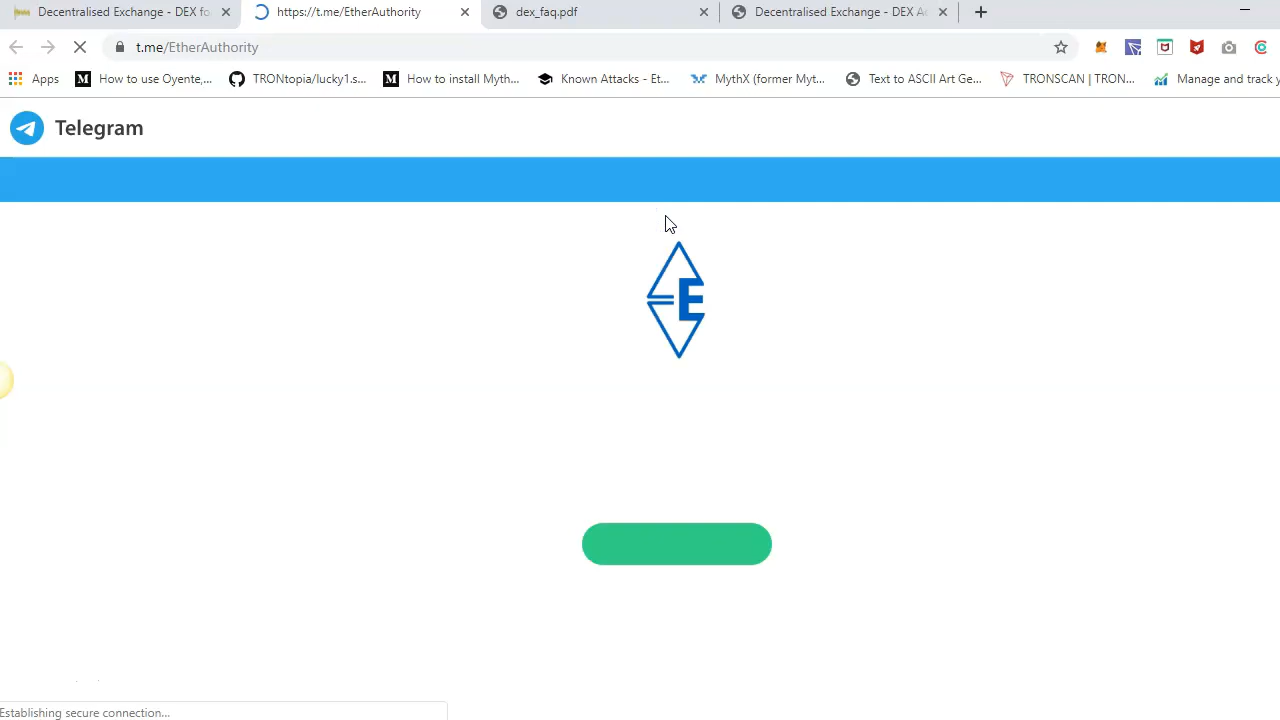 Decentralised Exchange - DEX fo
https://t.me/EtherAuthority
dex_faq.pdf
Decentralised Exchange - DEX Ad
t.me/EtherAuthority
Apps
How to use Oyente,...
TRONtopia/lucky1.s...
How to install Myth...
Known Attacks - Et...
MythX (former Myt...
Text to ASCII Art Ge...
TRONSCAN | TRON...
Manage and track y
Telegram
E
Establishing secure connection...